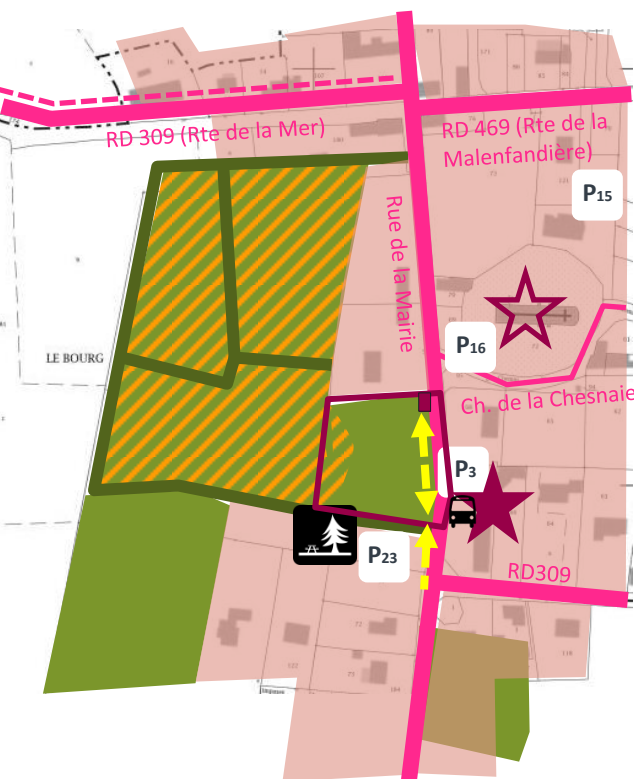 RD 309 (Rte de la Mer)
RD 469 (Rte de la
Malenfandière)
P15
Rue de la Mairie
P16
LE BOURG
Ch. de la Chesnaie
P3
P23
RD309